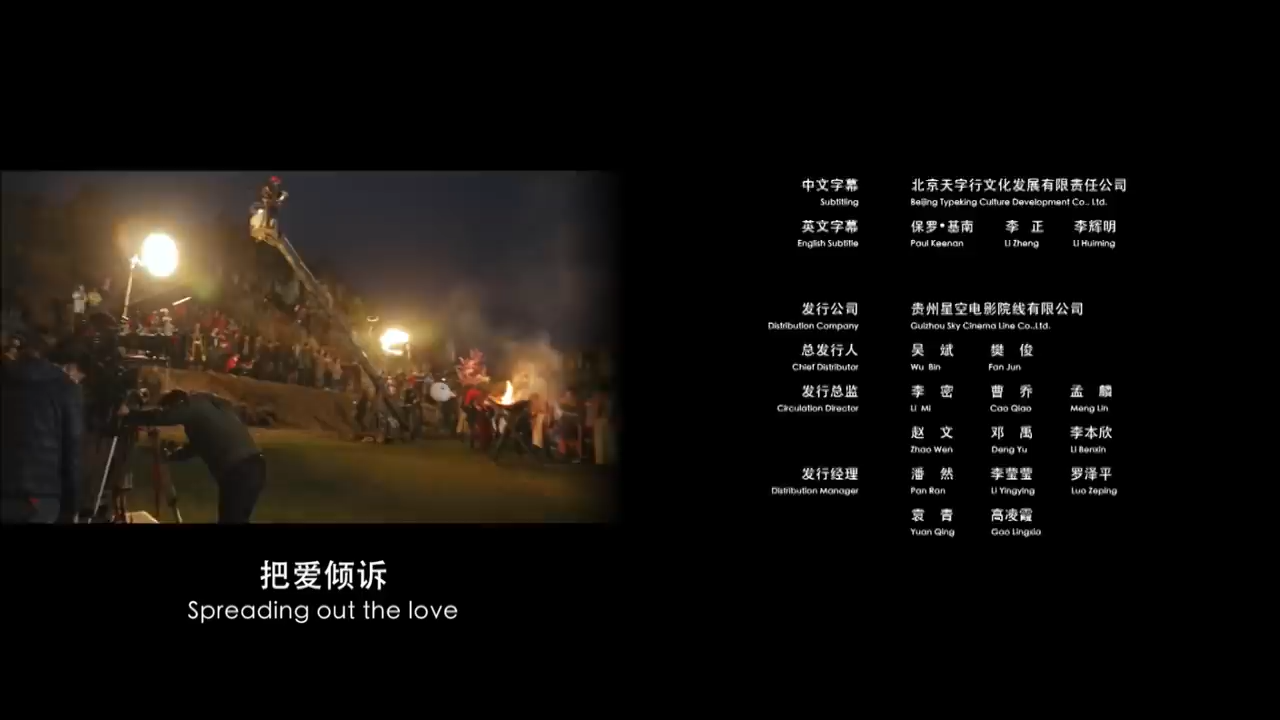 中文字幕 北京天字行文化发展有限责任公司
Subtitling Beijing Typeking Culture Development Co., Ltd.
英文字幕 保罗•基南 李 正 李辉明
English Subtitle Paul Keenan Li Zheng Li Huiming
发行公司 贵州星空电影院线有限公司
Distribution Company Guizhou Sky Cinema Line Co.,Ltd.
总发行人 吴 斌 樊 俊
Chief Distributor Wu Bin Fan Jun
发行总监 李 密 曹 乔 孟 麟
Circulation Director Li Mi Cao Qiao Meng Lin
赵 文 邓 禹 李本欣
Zhao Wen Deng Yu Li Benxin
发行经理 潘 然 李莹莹 罗泽平
Distribution Manager Pan Ran Li Yingying Luo Zeping
袁 青 高凌霞
Yuan Qing Gao Lingxia
把爱倾诉
Spreading out the love